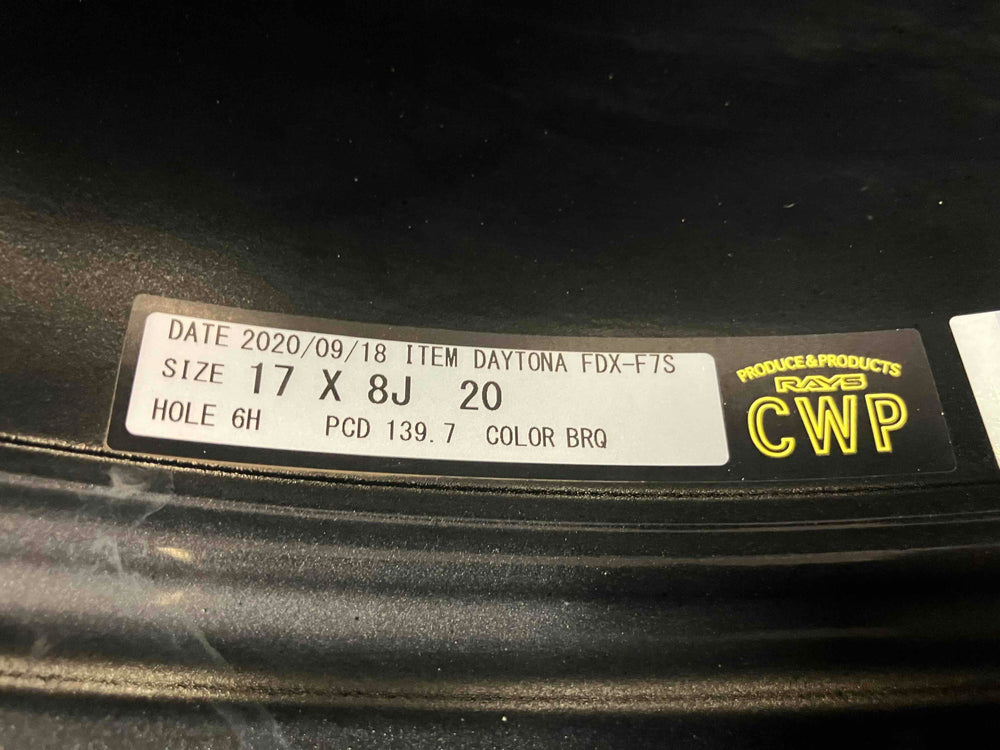 DATE 2020/09/18 ITEM DAYTONA FDX-F7S
SIZE 17 X 8J 20
HOLE 6H PCD 139.7 COLOR BRQ
PRODUCE & PRODUCTS
RAYS
CWP